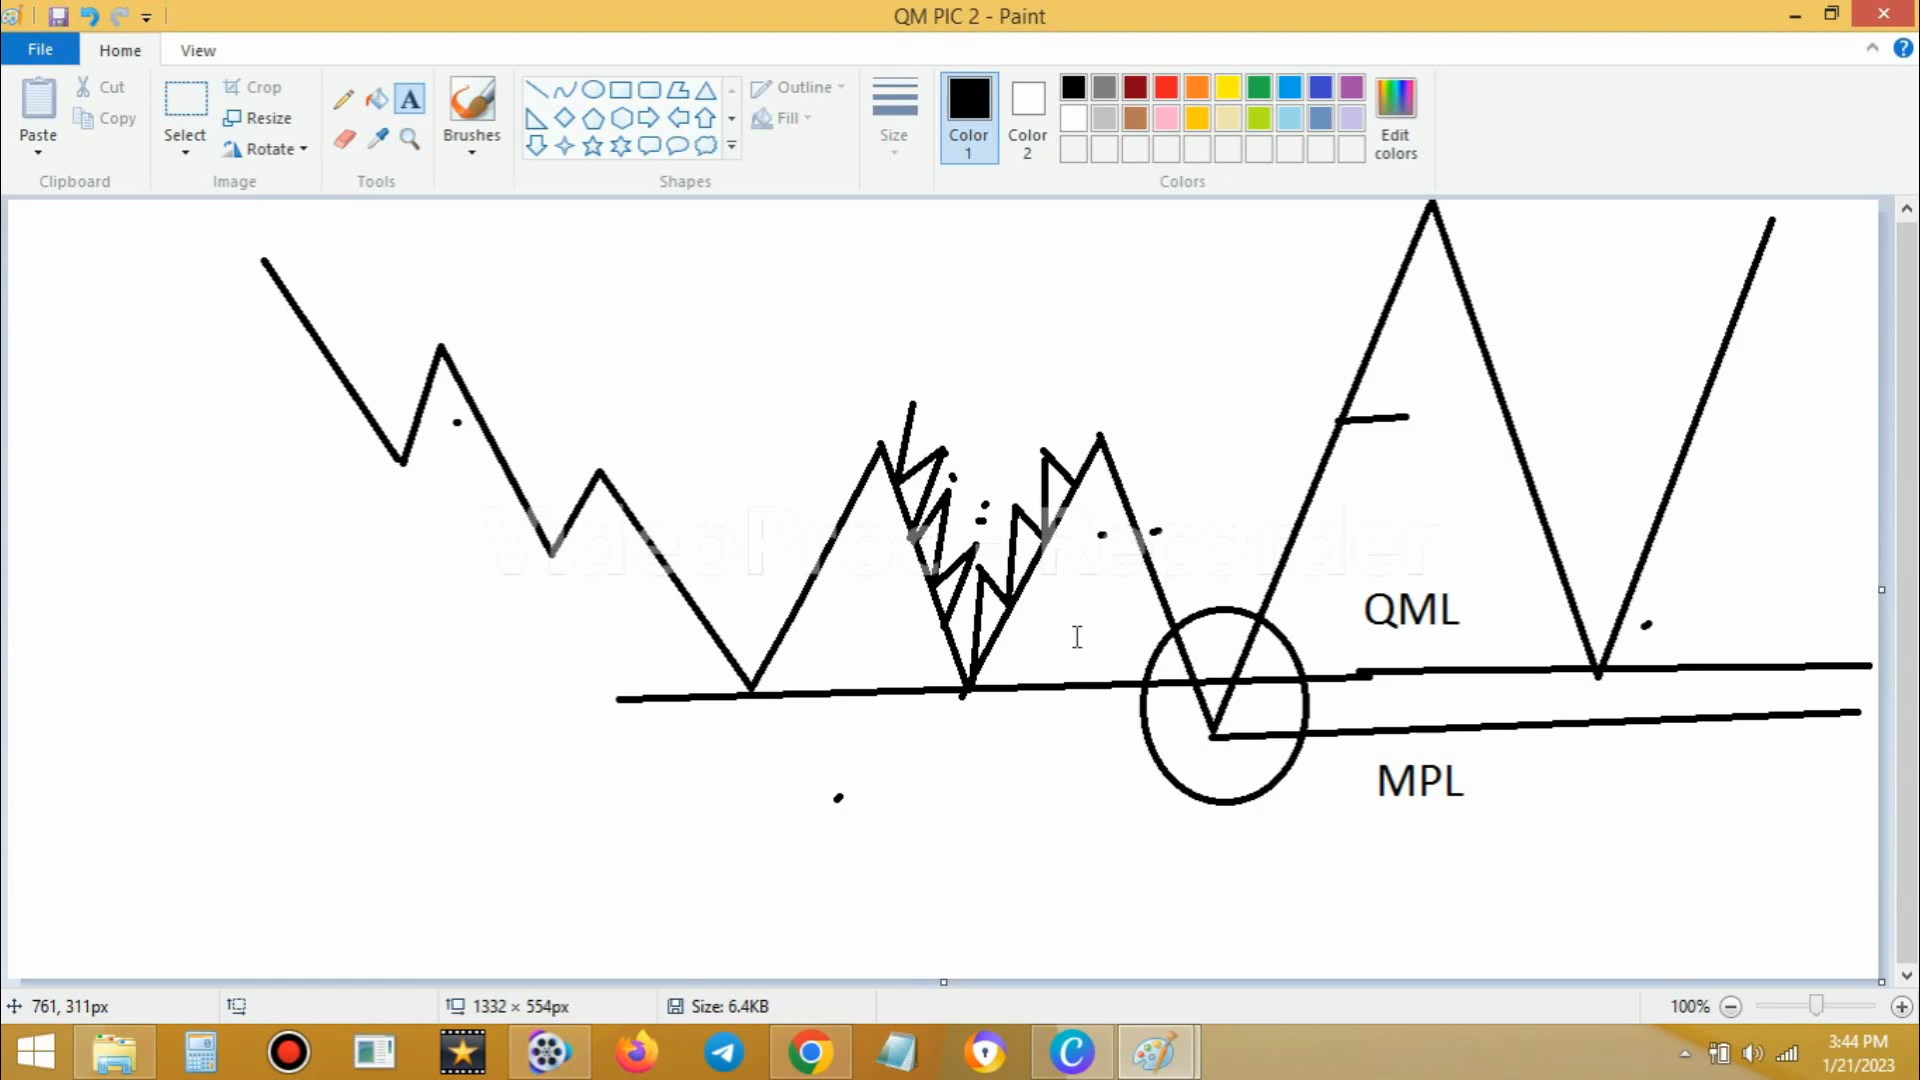 QM PIC 2 - Paint
File Home View
Paste
Cut
Copy
Clipboard
Select
Crop
Resize
Rotate
Image
A
Tools
Brushes
Shapes
Outline
Fill
Size
Color 1
Color 2
Edit colors
Colors
VideoProc Recorder
QML
MPL
761, 311px
1332 × 554px
Size: 6.4KB
100%
3:44 PM
1/21/2023